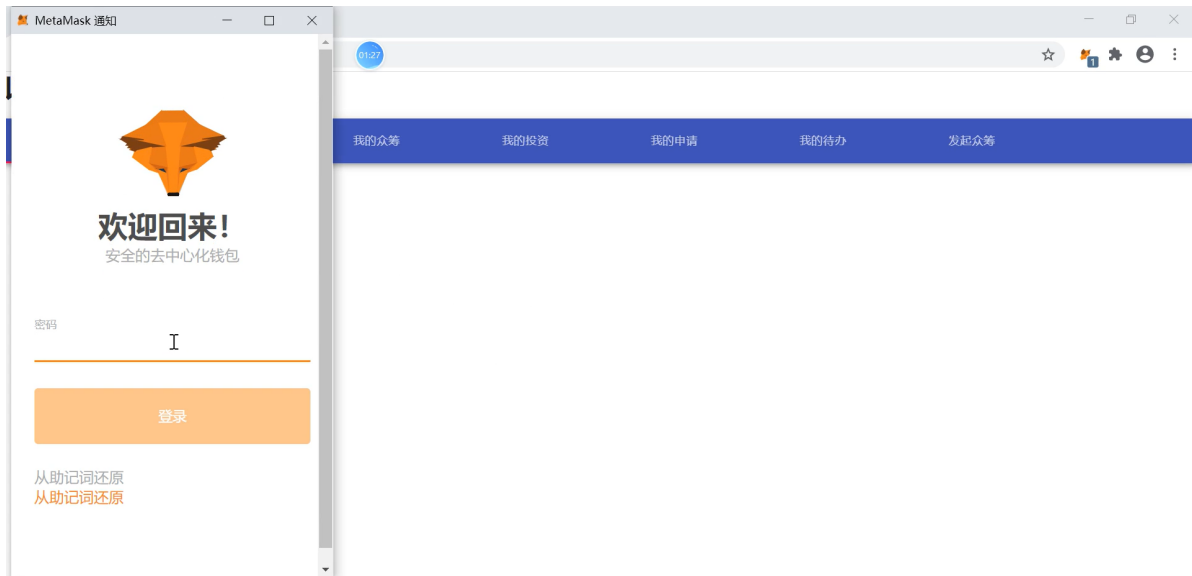 MetaMask 通知
01:27
1
我的众筹
我的投资
我的申请
我的待办
发起众筹
欢迎回来!
安全的去中心化钱包
密码
登录
从助记词还原
从助记词还原